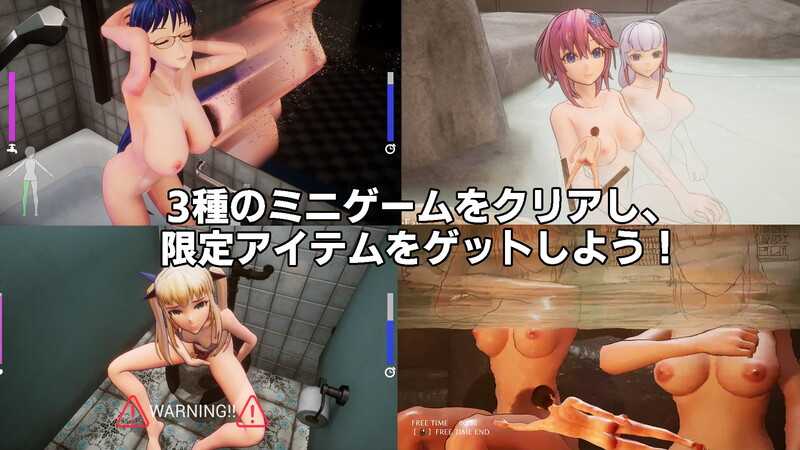 3種のミニゲームをクリアし、
限定アイテムをゲットしよう！
WARNING!!
FREE TIME
FREE TIME END